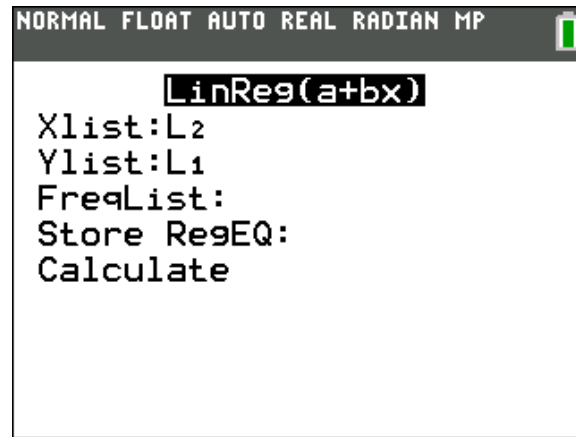 NORMAL FLOAT AUTO REAL RADIAN MP
LinReg(a+bx)
Xlist:L₂
Ylist:L₁
FreqList:
Store RegEQ:
Calculate